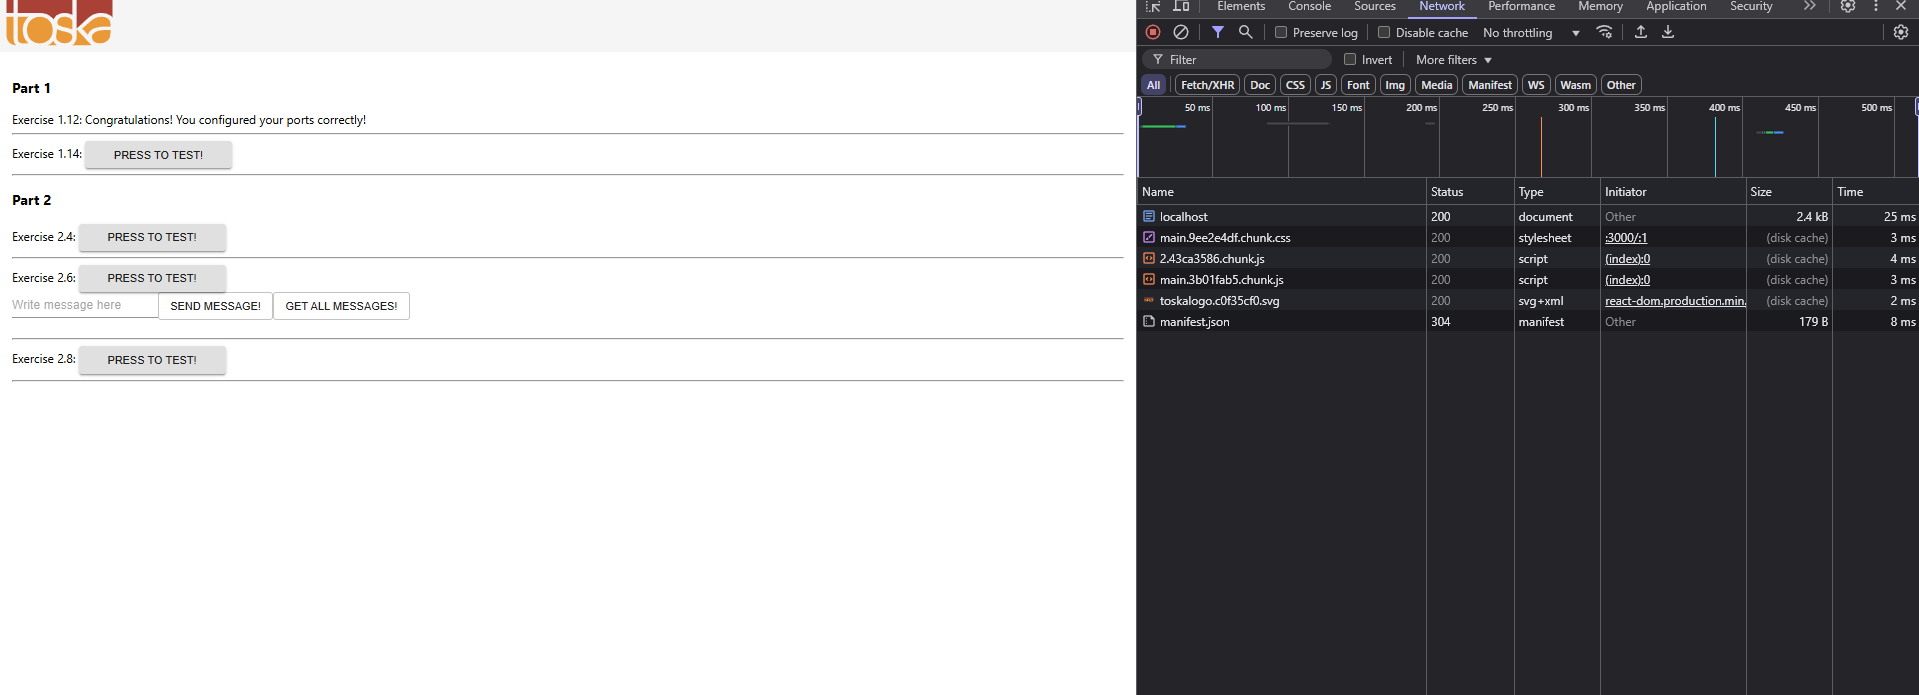 toska
Part 1
Exercise 1.12: Congratulations! You configured your ports correctly!
Exercise 1.14: PRESS TO TEST!
Part 2
Exercise 2.4: PRESS TO TEST!
Exercise 2.6: PRESS TO TEST!
Write message here SEND MESSAGE! GET ALL MESSAGES!
Exercise 2.8: PRESS TO TEST!
Elements Console Sources Network Performance Memory Application Security
Preserve log Disable cache No throttling
Filter Invert More filters
All Fetch/XHR Doc CSS JS Font Img Media Manifest WS Wasm Other
50 ms 100 ms 150 ms 200 ms 250 ms 300 ms 350 ms 400 ms 450 ms 500 ms
Name Status Type Initiator Size Time
localhost 200 document Other 2.4 kB 25 ms
main.9ee2e4df.chunk.css 200 stylesheet :3000/:1 (disk cache) 3 ms
2.43ca3586.chunk.js 200 script (index):0 (disk cache) 4 ms
main.3b01fab5.chunk.js 200 script (index):0 (disk cache) 3 ms
toskalogo.c0f35cf0.svg 200 svg+xml react-dom.production.min. (disk cache) 2 ms
manifest.json 304 manifest Other 179 B 8 ms